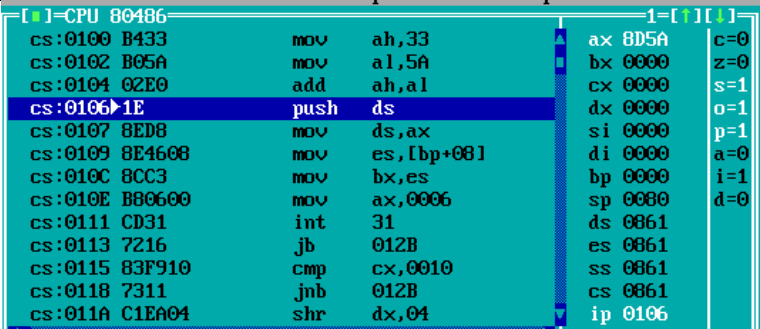 [■]=CPU 80486 1=[↑][↓]
cs:0100 B433 mov ah,33 ax 8D5A c=0
cs:0102 B05A mov al,5A bx 0000 z=0
cs:0104 02E0 add ah,al cx 0000 s=1
cs:0106►1E push ds dx 0000 o=1
cs:0107 8ED8 mov ds,ax si 0000 p=1
cs:0109 8E4608 mov es,[bp+08] di 0000 a=0
cs:010C 8CC3 mov bx,es bp 0000 i=1
cs:010E B80600 mov ax,0006 sp 0080 d=0
cs:0111 CD31 int 31 ds 0861
cs:0113 7216 jb 012B es 0861
cs:0115 83F910 cmp cx,0010 ss 0861
cs:0118 7311 jnb 012B cs 0861
cs:011A C1EA04 shr dx,04 ip 0106